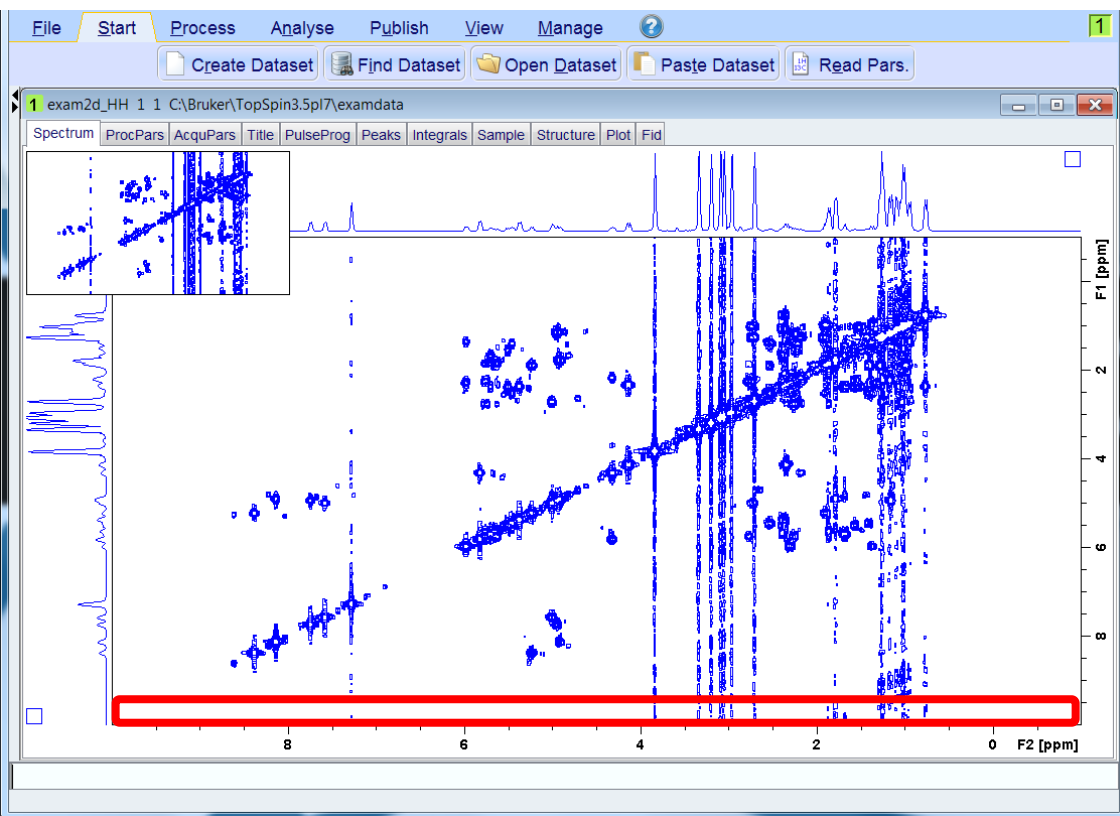 File Start Process Analyse Publish View Manage ? 1
Create Dataset Find Dataset Open Dataset Paste Dataset 1H 13C Read Pars.
1 exam2d_HH 1 1 C:\Bruker\TopSpin3.5pl7\examdata
Spectrum ProcPars AcquPars Title PulseProg Peaks Integrals Sample Structure Plot Fid
F1 [ppm]
2
4
6
8
8 6 4 2 0 F2 [ppm]